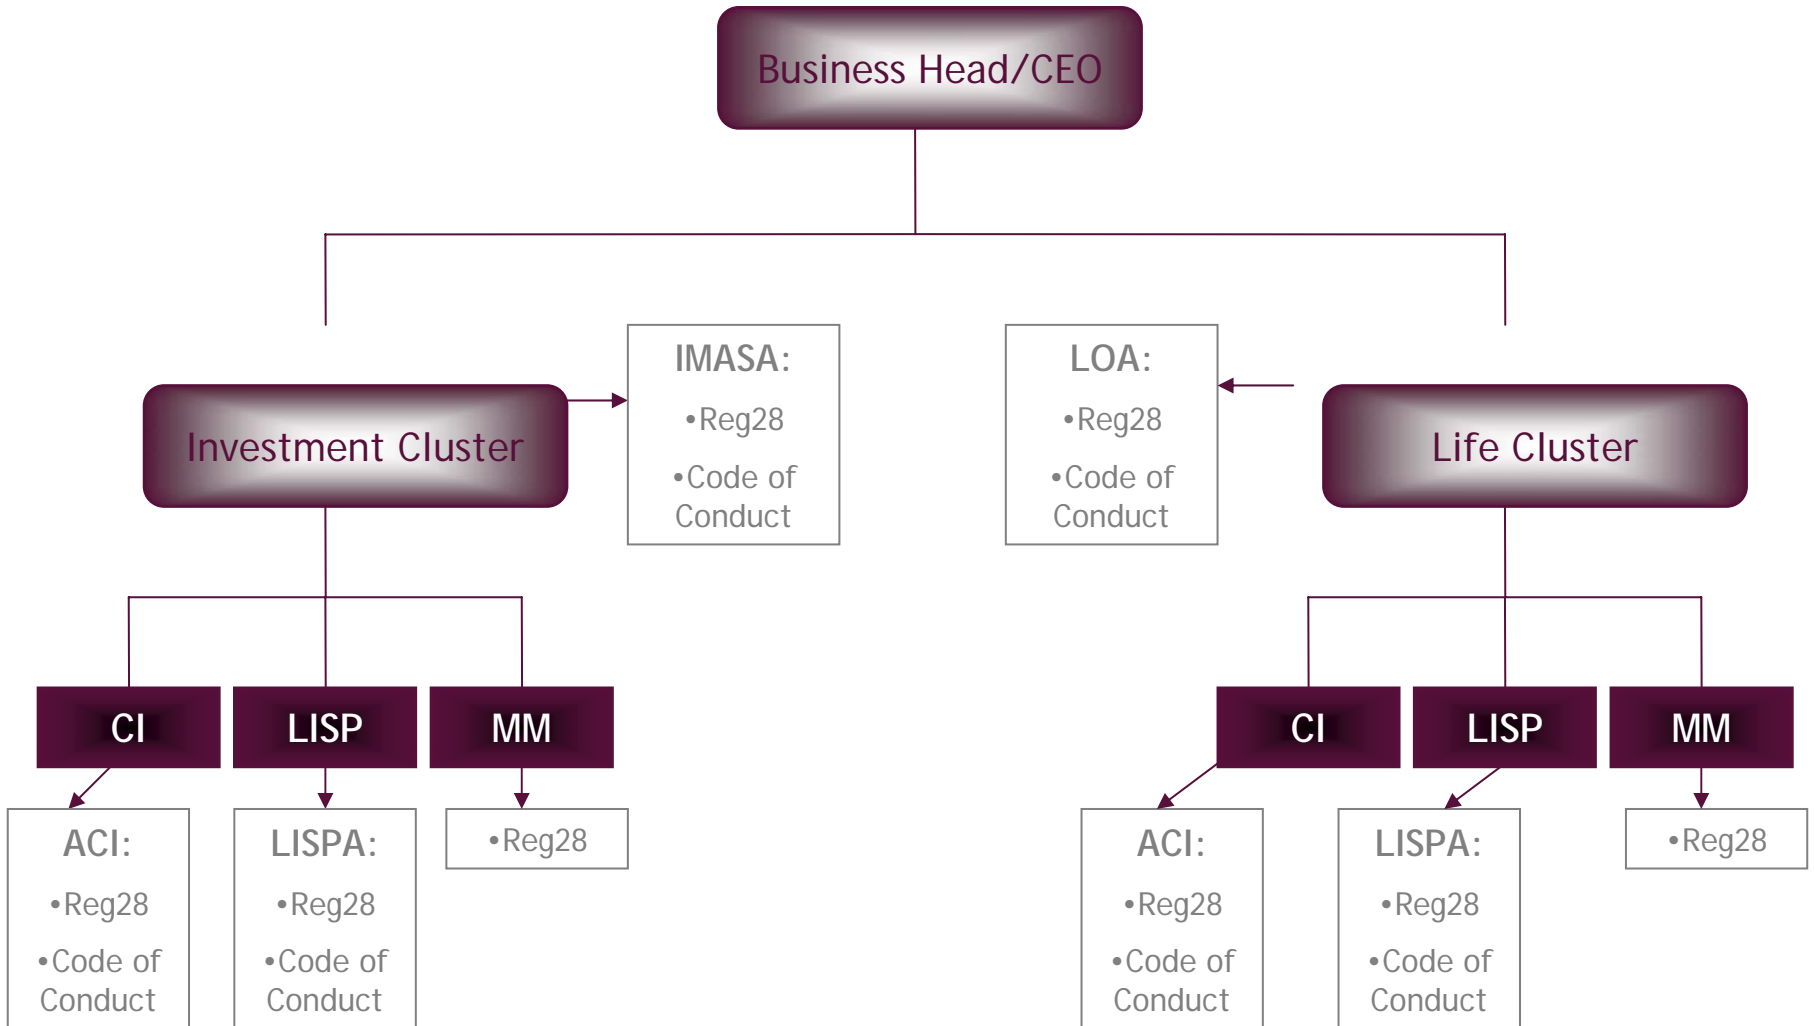 Business Head/CEO
IMASA:
•Reg28
•Code of
Conduct
LOA:
•Reg28
•Code of
Conduct
Investment Cluster
Life Cluster
CI
LISP
MM
CI
LISP
MM
ACI:
•Reg28
•Code of
Conduct
LISPA:
•Reg28
•Code of
Conduct
•Reg28
ACI:
•Reg28
•Code of
Conduct
LISPA:
•Reg28
•Code of
Conduct
•Reg28